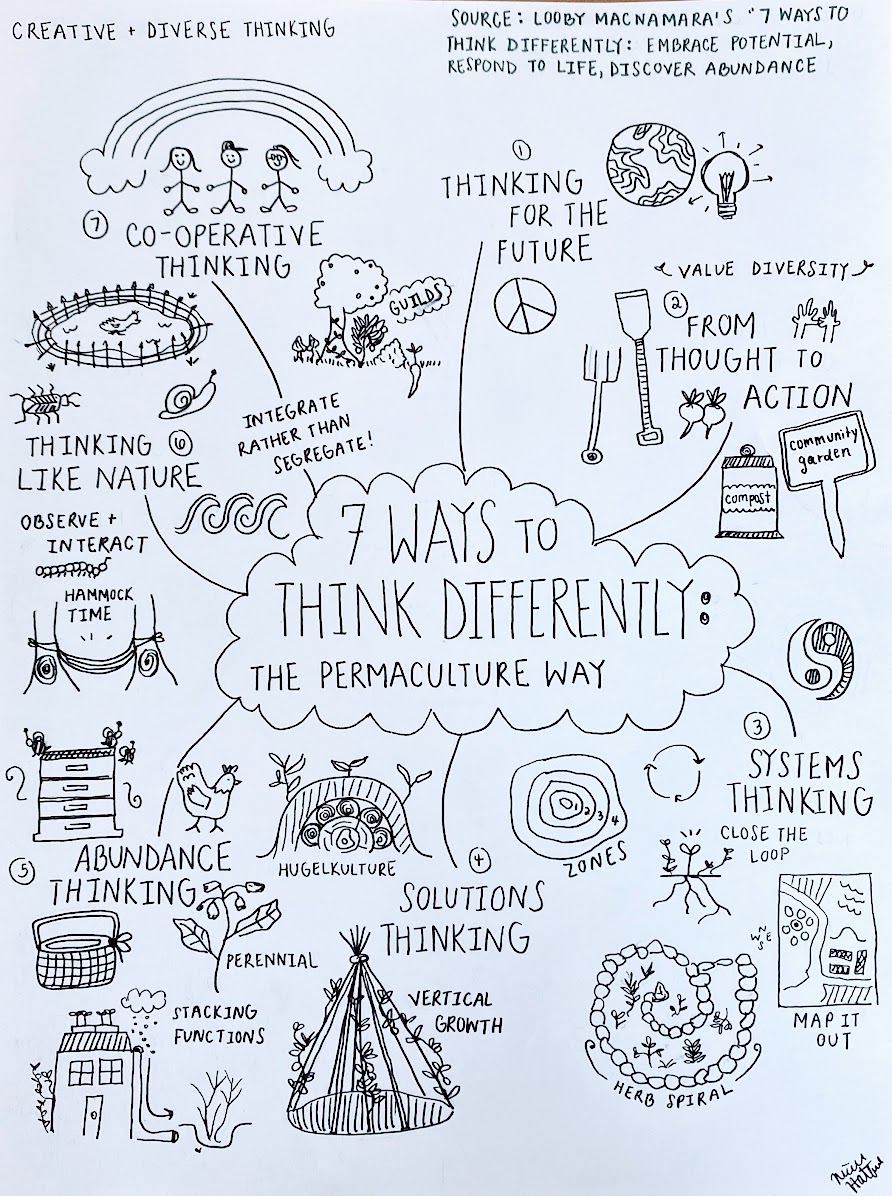 CREATIVE + DIVERSE THINKING
SOURCE: LOOBY MACNAMARA'S "7 WAYS TO
THINK DIFFERENTLY: EMBRACE POTENTIAL,
RESPOND TO LIFE, DISCOVER ABUNDANCE
7 WAYS TO
THINK DIFFERENTLY:
THE PERMACULTURE WAY
1
THINKING
FOR THE
FUTURE
VALUE DIVERSITY
2
FROM
THOUGHT TO
ACTION
community
garden
compost
3
SYSTEMS
THINKING
CLOSE THE
LOOP
1 2 3 4
ZONES
N
W E
S
MAP IT
OUT
HERB SPIRAL
4
SOLUTIONS
THINKING
HUGELKULTURE
VERTICAL
GROWTH
5
ABUNDANCE
THINKING
PERENNIAL
STACKING
FUNCTIONS
THINKING 6
LIKE NATURE
OBSERVE +
INTERACT
HAMMOCK
TIME
7
CO-OPERATIVE
THINKING
GUILDS
INTEGRATE
RATHER THAN
SEGREGATE!